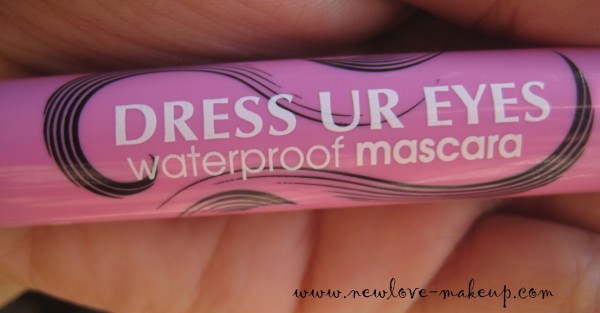 DRESS UR EYES
waterproof mascara
www.newlove-makeup.com